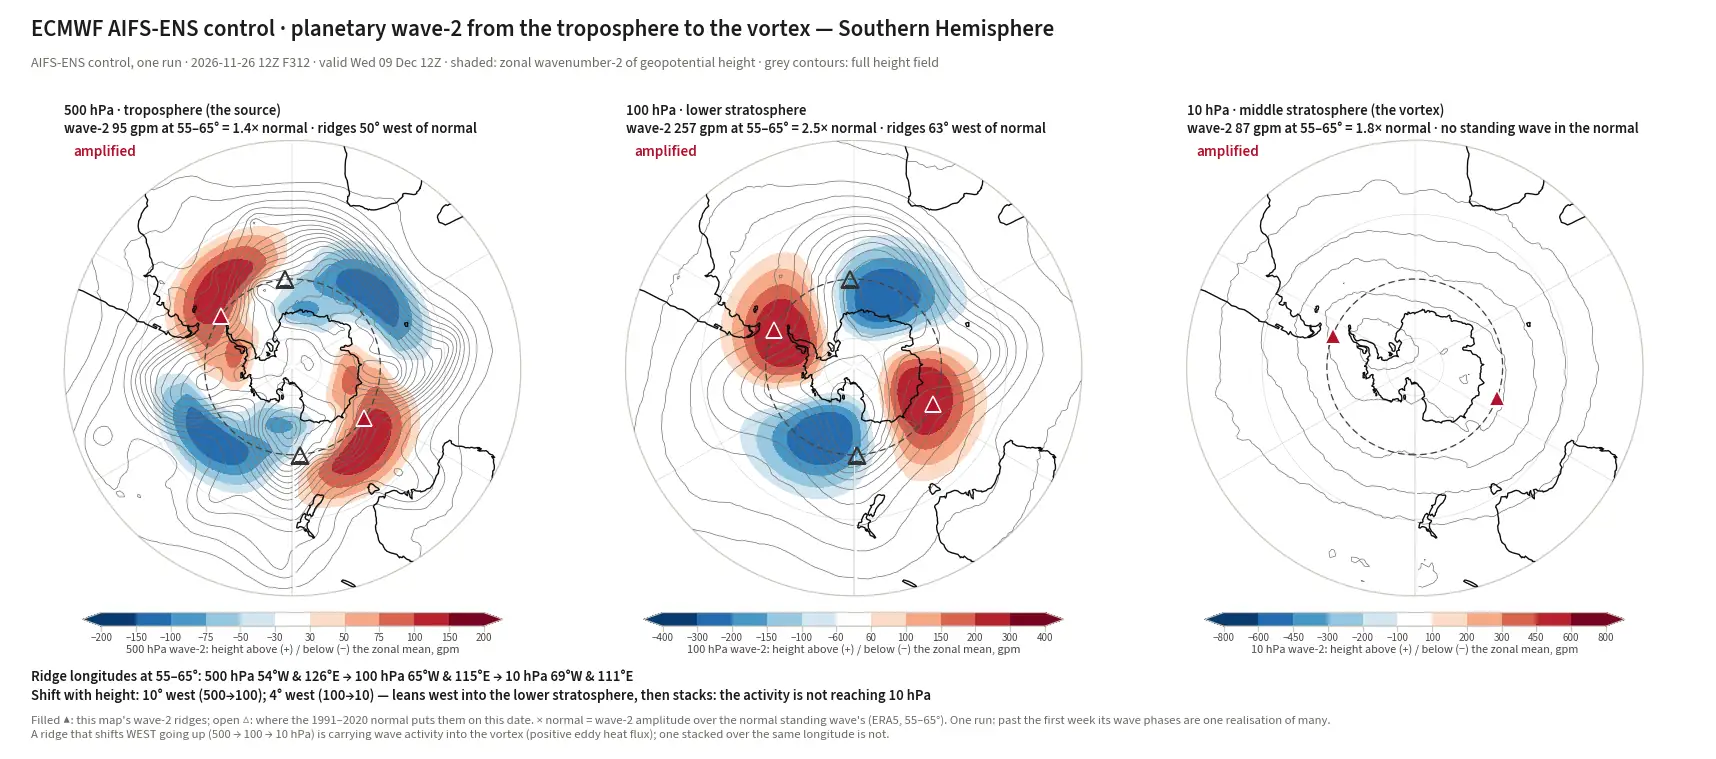 ECMWF AIFS-ENS control · planetary wave-2 from the troposphere to the vortex — Southern Hemisphere
AIFS-ENS control, one run · 2026-11-26 12Z F312 · valid Wed 09 Dec 12Z · shaded: zonal wavenumber-2 of geopotential height · grey contours: full height field
500 hPa · troposphere (the source)
wave-2 95 gpm at 55–65° = 1.4× normal · ridges 50° west of normal
amplified
100 hPa · lower stratosphere
wave-2 257 gpm at 55–65° = 2.5× normal · ridges 63° west of normal
amplified
10 hPa · middle stratosphere (the vortex)
wave-2 87 gpm at 55–65° = 1.8× normal · no standing wave in the normal
amplified
−200 −150 −100 −75 −50 −30 30 50 75 100 150 200
500 hPa wave-2: height above (+) / below (−) the zonal mean, gpm
−400 −300 −200 −150 −100 −60 60 100 150 200 300 400
100 hPa wave-2: height above (+) / below (−) the zonal mean, gpm
−800 −600 −450 −300 −200 −100 100 200 300 450 600 800
10 hPa wave-2: height above (+) / below (−) the zonal mean, gpm
Ridge longitudes at 55–65°: 500 hPa 54°W & 126°E → 100 hPa 65°W & 115°E → 10 hPa 69°W & 111°E
Shift with height: 10° west (500→100); 4° west (100→10) — leans west into the lower stratosphere, then stacks: the activity is not reaching 10 hPa
Filled ▲: this map's wave-2 ridges; open △: where the 1991–2020 normal puts them on this date. × normal = wave-2 amplitude over the normal standing wave's (ERA5, 55–65°). One run: past the first week its wave phases are one realisation of many.
A ridge that shifts WEST going up (500 → 100 → 10 hPa) is carrying wave activity into the vortex (positive eddy heat flux); one stacked over the same longitude is not.